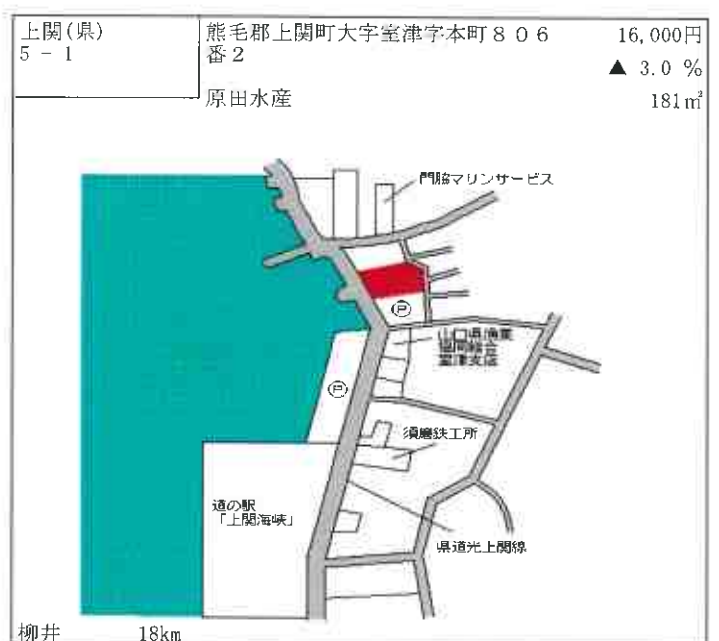 上関(県)
5 － 1
熊毛郡上関町大字室津字本町８０６
番２
16,000円
▲ 3.0 %
原田水産
181㎡
門脇マリンサービス
Ⓟ
山口県漁業
協同組合
室津支店
Ⓟ
須磨鉄工所
道の駅
「上関海峡」
県道光上関線
柳井 18km